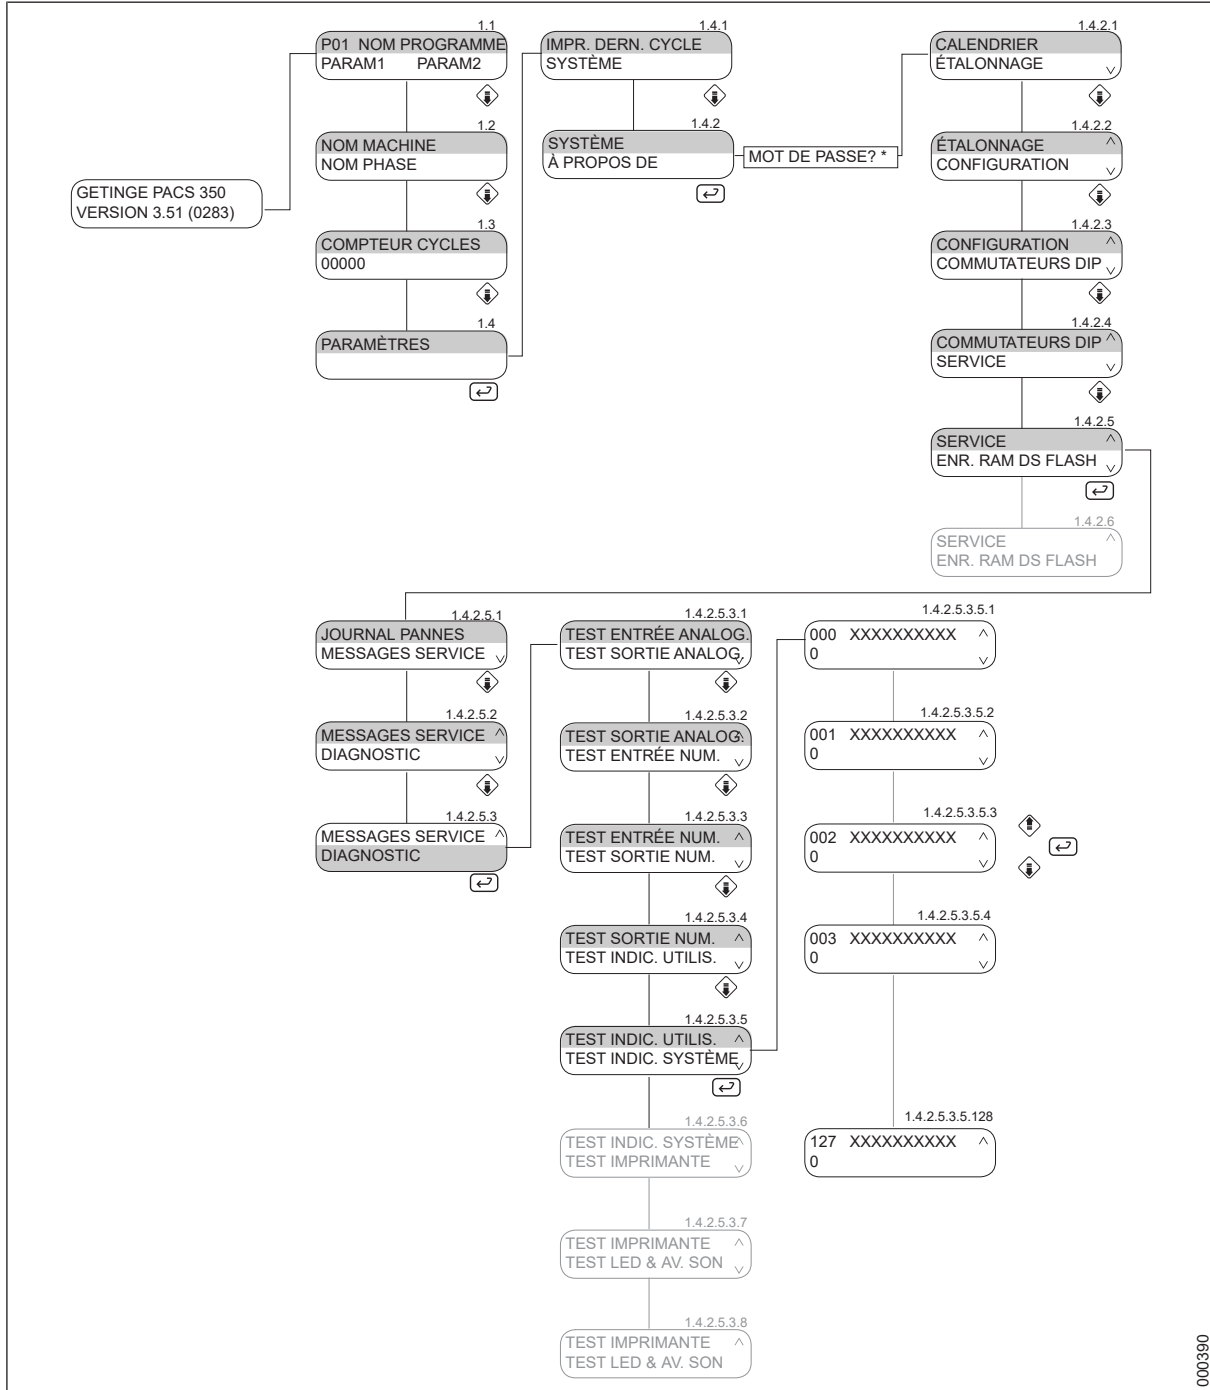 GETINGE PACS 350
VERSION 3.51 (0283)
1.1
P01 NOM PROGRAMME
PARAM1 PARAM2
1.2
NOM MACHINE
NOM PHASE
1.3
COMPTEUR CYCLES
00000
1.4
PARAMÈTRES
1.4.1
IMPR. DERN. CYCLE
SYSTÈME
1.4.2
SYSTÈME
À PROPOS DE
MOT DE PASSE? *
1.4.2.1
CALENDRIER
ÉTALONNAGE
1.4.2.2
ÉTALONNAGE
CONFIGURATION
1.4.2.3
CONFIGURATION
COMMUTATEURS DIP
1.4.2.4
COMMUTATEURS DIP
SERVICE
1.4.2.5
SERVICE
ENR. RAM DS FLASH
1.4.2.6
SERVICE
ENR. RAM DS FLASH
1.4.2.5.1
JOURNAL PANNES
MESSAGES SERVICE
1.4.2.5.2
MESSAGES SERVICE
DIAGNOSTIC
1.4.2.5.3
MESSAGES SERVICE
DIAGNOSTIC
1.4.2.5.3.1
TEST ENTRÉE ANALOG.
TEST SORTIE ANALOG.
1.4.2.5.3.2
TEST SORTIE ANALOG.
TEST ENTRÉE NUM.
1.4.2.5.3.3
TEST ENTRÉE NUM.
TEST SORTIE NUM.
1.4.2.5.3.4
TEST SORTIE NUM.
TEST INDIC. UTILIS.
1.4.2.5.3.5
TEST INDIC. UTILIS.
TEST INDIC. SYSTÈME
1.4.2.5.3.6
TEST INDIC. SYSTÈME
TEST IMPRIMANTE
1.4.2.5.3.7
TEST IMPRIMANTE
TEST LED & AV. SON
1.4.2.5.3.8
TEST IMPRIMANTE
TEST LED & AV. SON
1.4.2.5.3.5.1
000 XXXXXXXXXX
0
1.4.2.5.3.5.2
001 XXXXXXXXXX
0
1.4.2.5.3.5.3
002 XXXXXXXXXX
0
1.4.2.5.3.5.4
003 XXXXXXXXXX
0
1.4.2.5.3.5.128
127 XXXXXXXXXX
0
000390